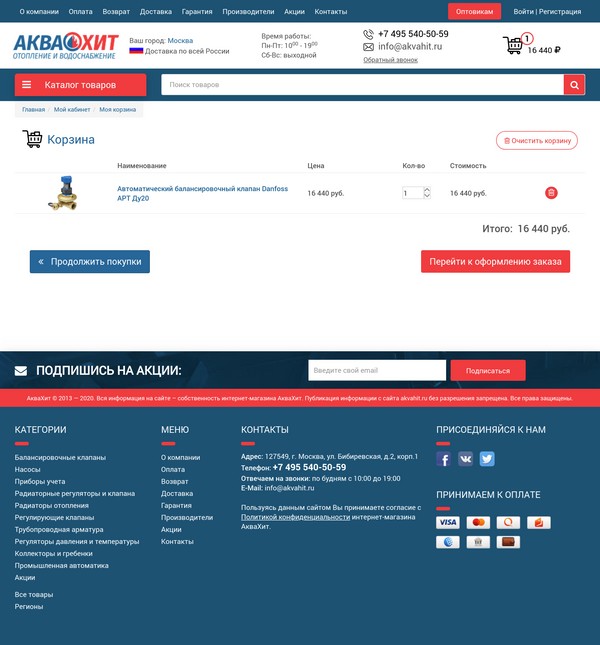 О компании Оплата Возврат Доставка Гарантия Производители Акции Контакты Оптовикам Войти | Регистрация
АКВАХИТ
ОТОПЛЕНИЕ И ВОДОСНАБЖЕНИЕ
Ваш город: Москва
Доставка по всей России
Время работы:
Пн-Пт: 10⁰⁰ - 19⁰⁰
Сб-Вс: выходной
+7 495 540-50-59
info@akvahit.ru
Обратный звонок
1
16 440 ₽
Каталог товаров
Поиск товаров
Главная / Мой кабинет / Моя корзина
Корзина
Очистить корзину
Наименование Цена Кол-во Стоимость
Автоматический балансировочный клапан Danfoss
APT Ду20
16 440 руб. 1 16 440 руб.
Итого: 16 440 руб.
« Продолжить покупки
Перейти к оформлению заказа
ПОДПИШИСЬ НА АКЦИИ:
Введите свой email
Подписаться
АкваХит © 2013 — 2020. Вся информация на сайте – собственность интернет-магазина АкваХит. Публикация информации с сайта akvahit.ru без разрешения запрещена. Все права защищены.
КАТЕГОРИИ
Балансировочные клапаны
Насосы
Приборы учета
Радиаторные регуляторы и клапана
Радиаторы отопления
Регулирующие клапаны
Трубопроводная арматура
Регуляторы давления и температуры
Коллекторы и гребенки
Промышленная автоматика
Акции
Все товары
Регионы
МЕНЮ
О компании
Оплата
Возврат
Доставка
Гарантия
Производители
Акции
Контакты
КОНТАКТЫ
Адрес: 127549, г. Москва, ул. Бибиревская, д.2, корп.1
Телефон: +7 495 540-50-59
Отвечаем на звонки: по будням с 10:00 до 19:00
E-Mail: info@akvahit.ru
Пользуясь данным сайтом Вы принимаете согласие с
Политикой конфиденциальности интернет-магазина
АкваХит.
ПРИСОЕДИНЯЙСЯ К НАМ
ПРИНИМАЕМ К ОПЛАТЕ
VISA